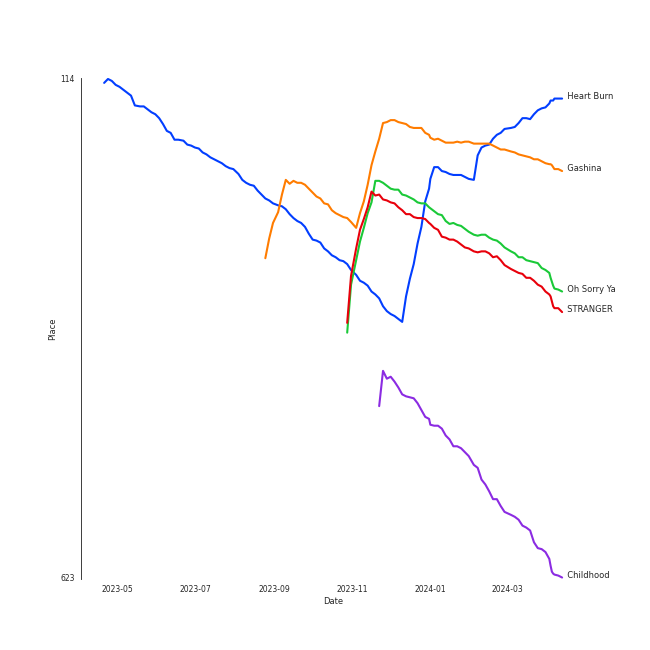 114
Heart Burn
Gashina
Oh Sorry Ya
STRANGER
Place
Childhood
623
2023-05 2023-07 2023-09 2023-11 2024-01 2024-03
Date